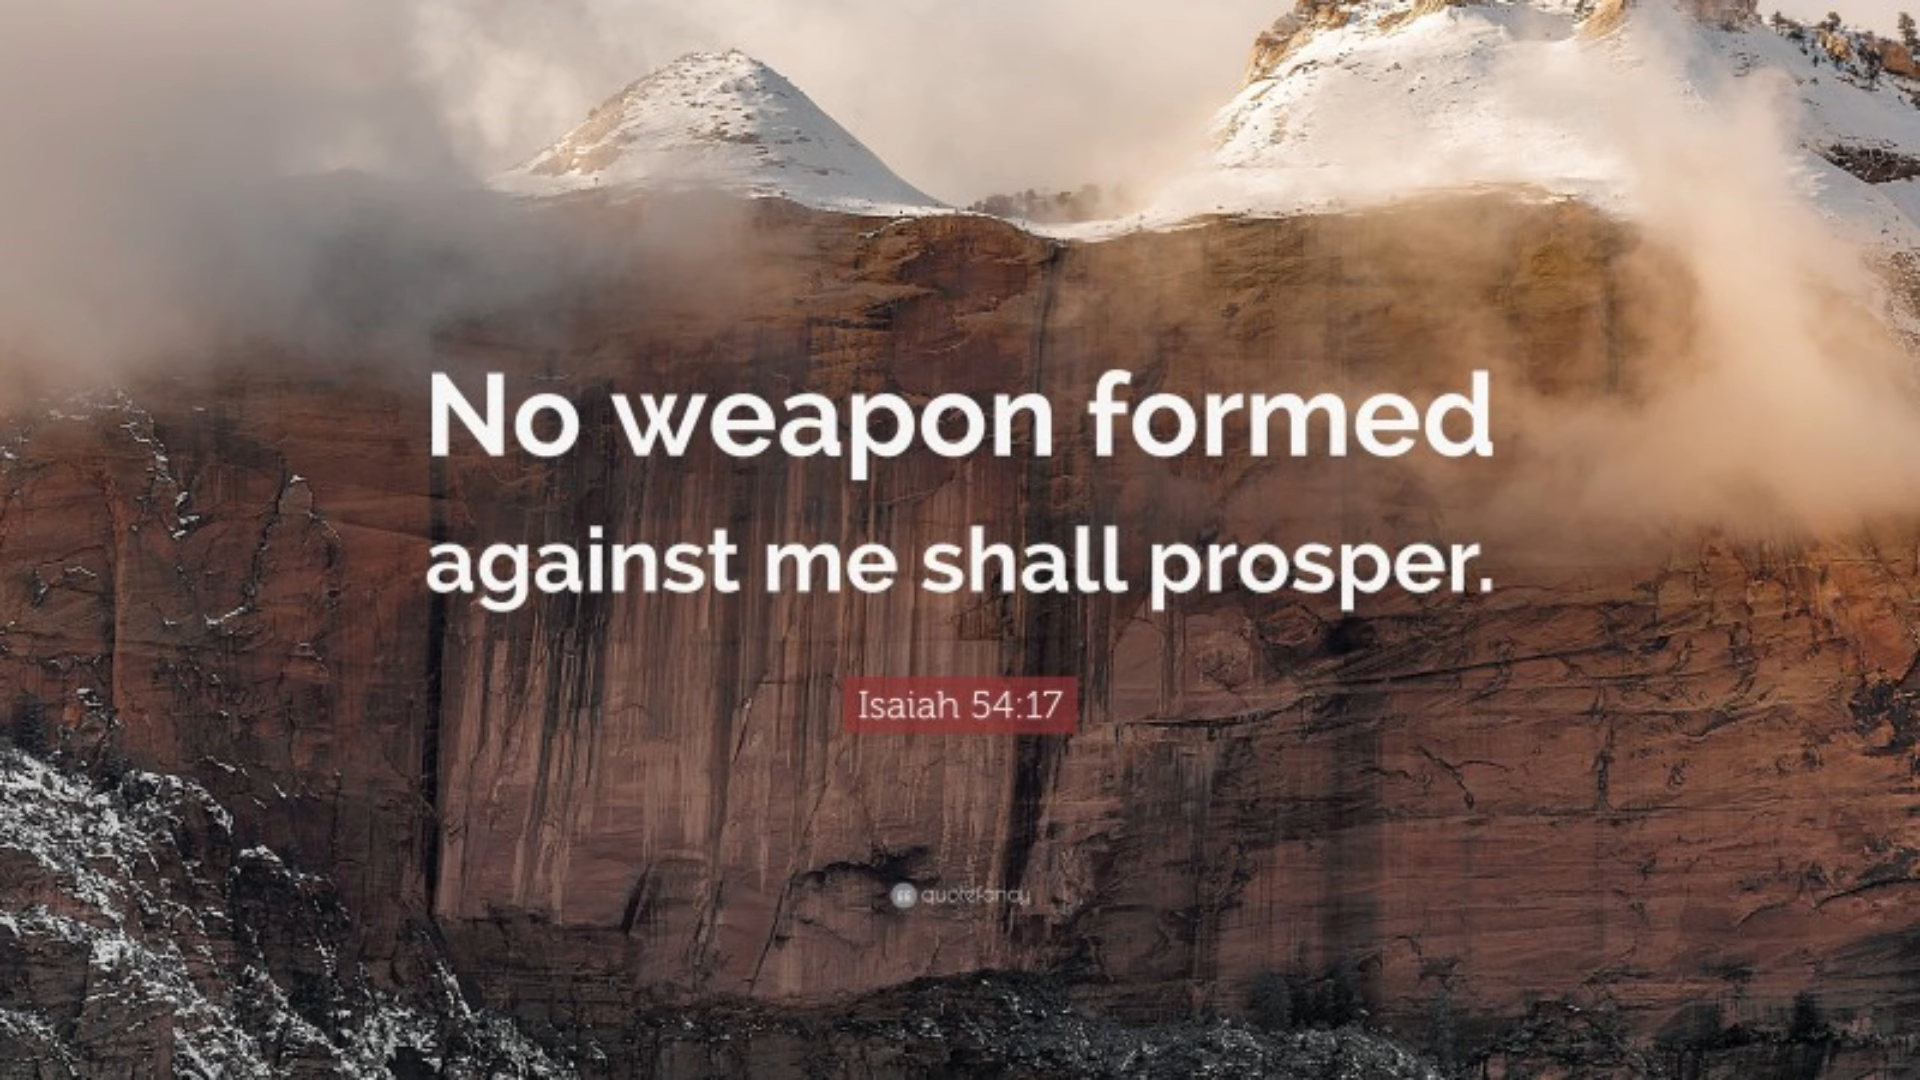 No weapon formed
against me shall prosper.
Isaiah 54:17
quotefancy